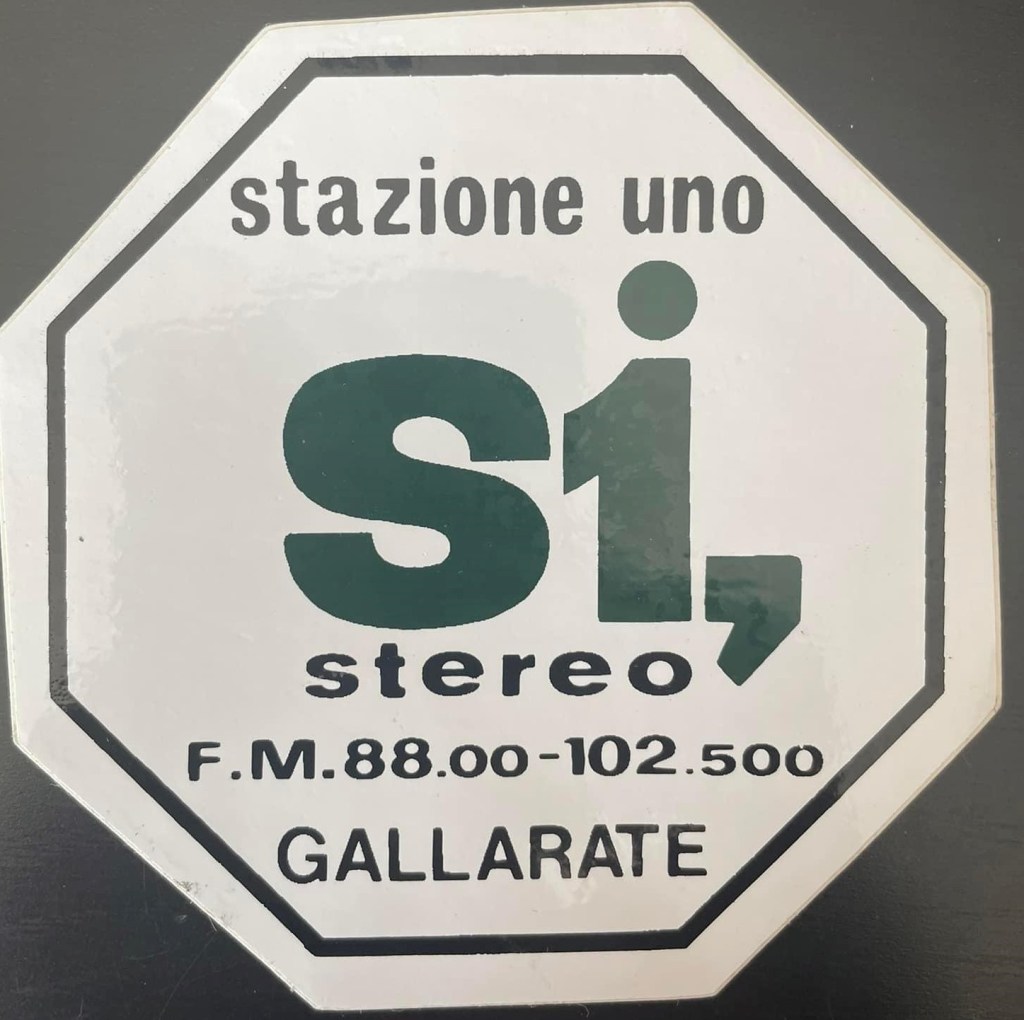 stazione uno
si,
stereo
F.M.88.00-102.500
GALLARATE